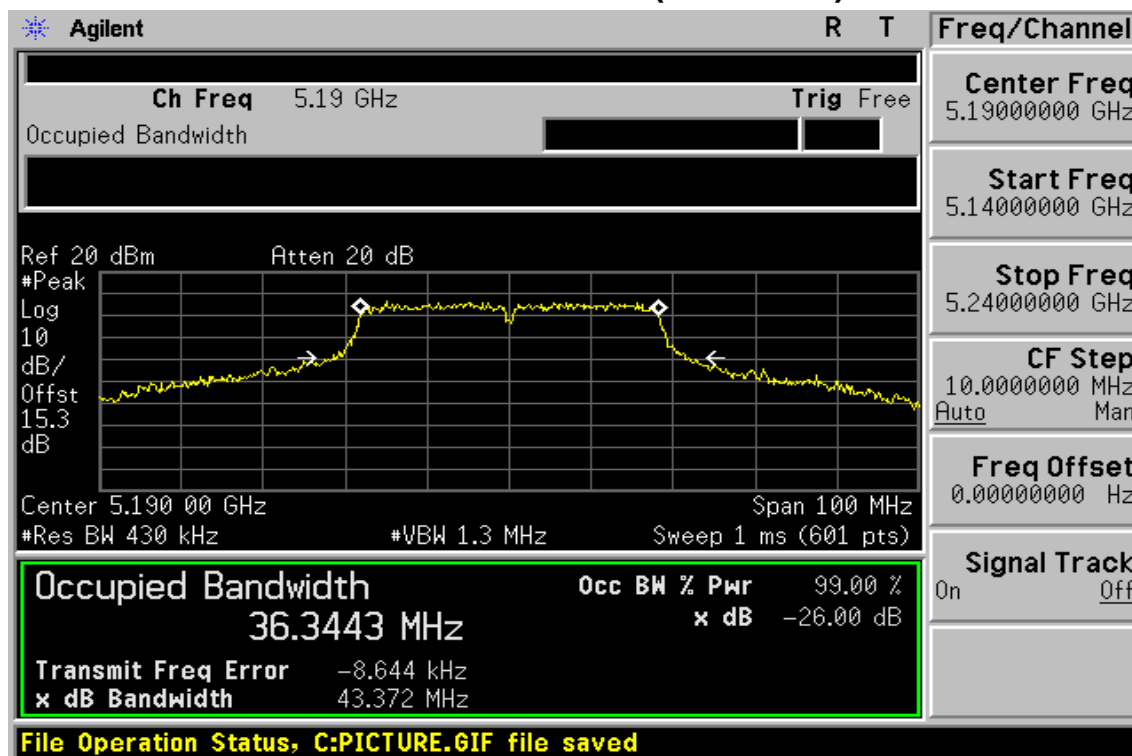 Agilent
R T
Ch Freq 5.19 GHz
Trig Free
Occupied Bandwidth
Ref 20 dBm
Atten 20 dB
#Peak
Log
10
dB/
Offst
15.3
dB
Center 5.190 00 GHz
Span 100 MHz
#Res BW 430 kHz
#VBW 1.3 MHz
Sweep 1 ms (601 pts)
Occupied Bandwidth
36.3443 MHz
Occ BW % Pwr 99.00 %
x dB -26.00 dB
Transmit Freq Error -8.644 kHz
x dB Bandwidth 43.372 MHz
File Operation Status, C:PICTURE.GIF file saved
Freq/Channel
Center Freq
5.19000000 GHz
Start Freq
5.14000000 GHz
Stop Freq
5.24000000 GHz
CF Step
10.0000000 MHz
Auto Man
Freq Offset
0.00000000 Hz
Signal Track
On Off